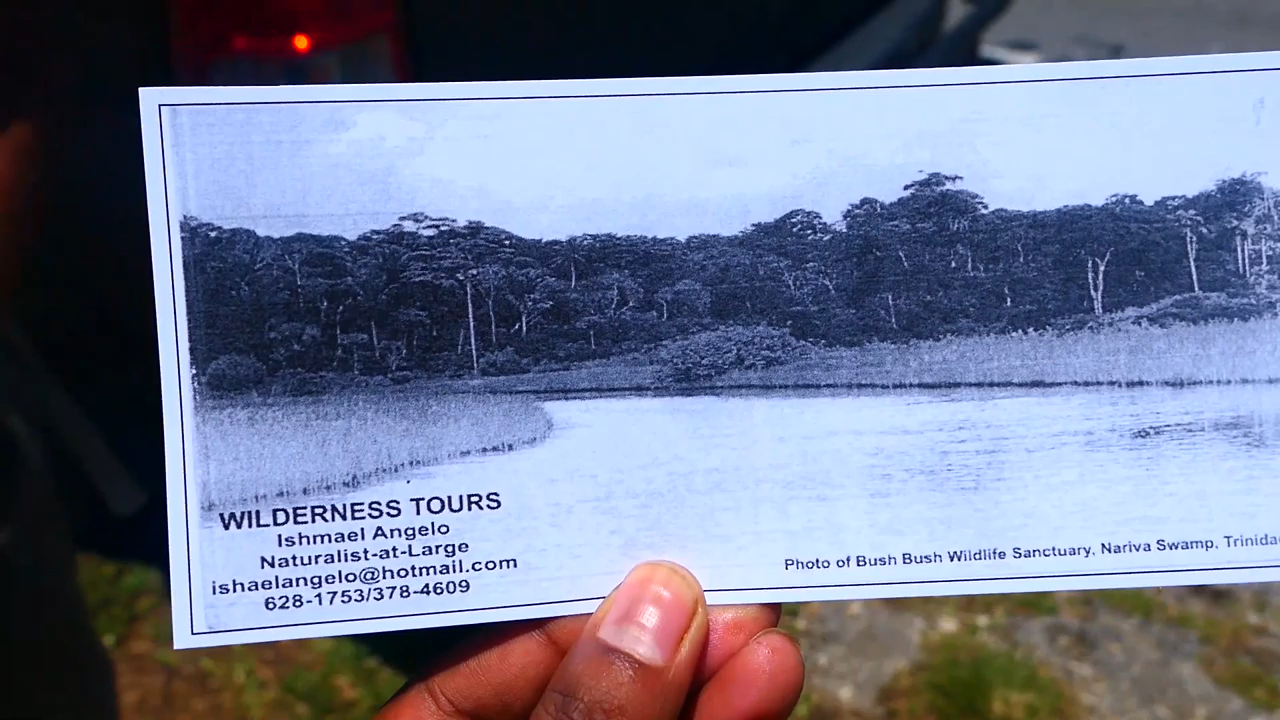 WILDERNESS TOURS
Ishmael Angelo
Naturalist-at-Large
ishaelangelo@hotmail.com
628-1753/378-4609
Photo of Bush Bush Wildlife Sanctuary, Nariva Swamp, Trinidad